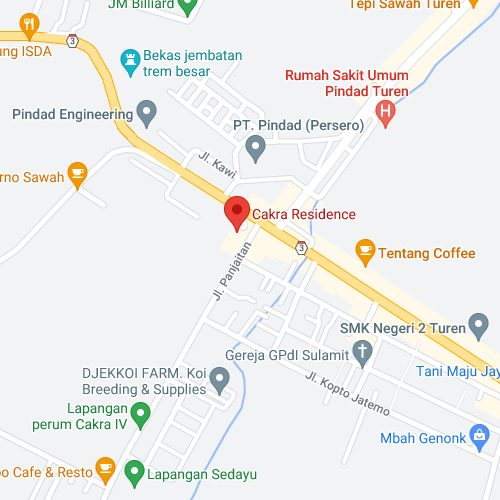 JM Billiard
Tepi Sawah Turen
ung ISDA
3
Bekas jembatan
trem besar
Rumah Sakit Umum
Pindad Turen
H
Pindad Engineering
PT. Pindad (Persero)
Jl. Kawi
rno Sawah
Cakra Residence
3
Tentang Coffee
Jl. Panjaitan
SMK Negeri 2 Turen
Gereja GPdI Sulamit
Tani Maju Jay
DJEKKOI FARM. Koi
Breeding & Supplies
Jl. Kopto Jatemo
Lapangan
perum Cakra IV
Mbah Genonk
oo Cafe & Resto
Lapangan Sedayu